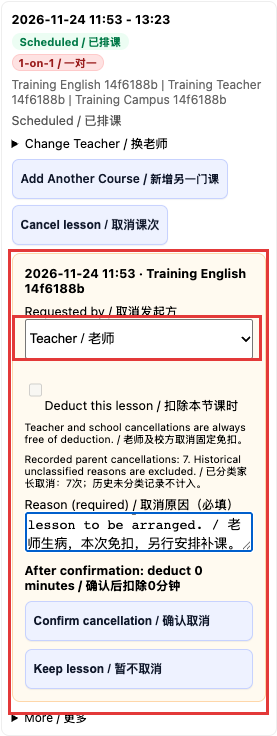 2026-11-24 11:53 - 13:23
Scheduled / 已排课
1-on-1 / 一对一
Training English 14f6188b | Training Teacher
14f6188b | Training Campus 14f6188b
Scheduled / 已排课
▶ Change Teacher / 换老师
Add Another Course / 新增另一门课
Cancel lesson / 取消课次
2026-11-24 11:53 · Training English
14f6188b
Requested by / 取消发起方
Teacher / 老师
Deduct this lesson / 扣除本节课时
Teacher and school cancellations are always
free of deduction. / 老师及校方取消固定免扣。
Recorded parent cancellations: 7. Historical
unclassified reasons are excluded. / 已分类家
长取消：7次；历史未分类记录不计入。
Reason (required) / 取消原因（必填）
lesson to be arranged. / 老
师生病，本次免扣，另行安排补课。
After confirmation: deduct 0
minutes / 确认后扣除0分钟
Confirm cancellation / 确认取消
Keep lesson / 暂不取消
▶ More / 更多